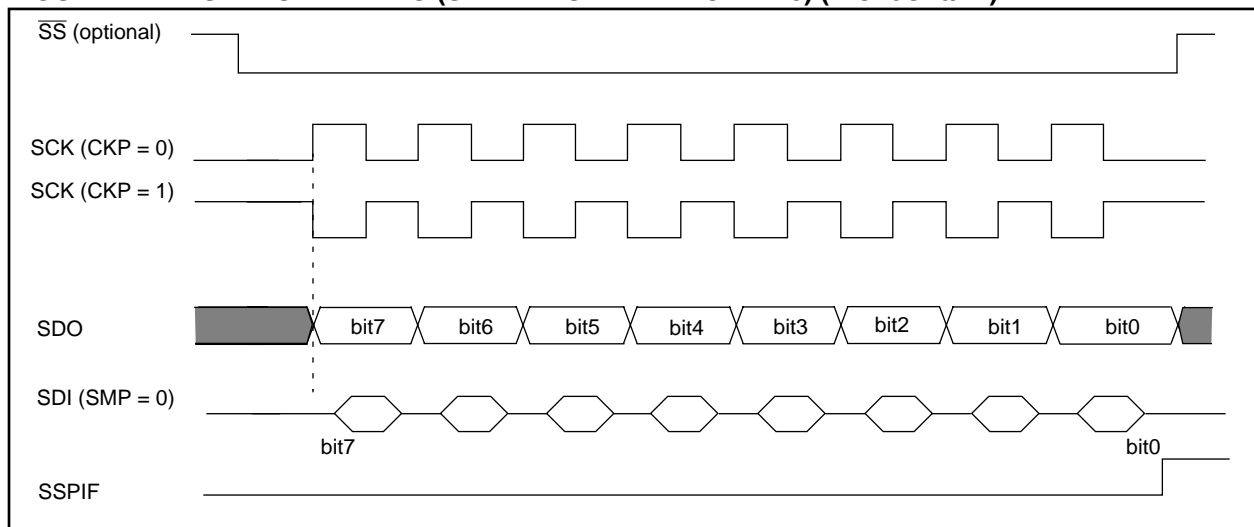 SS (optional)
SCK (CKP = 0)
SCK (CKP = 1)
SDO
bit7
bit6
bit5
bit4
bit3
bit2
bit1
bit0
SDI (SMP = 0)
bit7
bit0
SSPIF